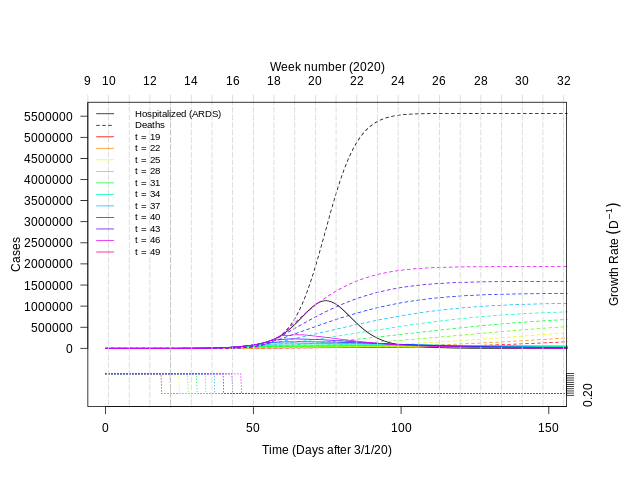 Week number (2020)
9 10 12 14 16 18 20 22 24 26 28 30 32
5500000
5000000
4500000
4000000
3500000
3000000
2500000
2000000
1500000
1000000
500000
0
Cases
Hospitalized (ARDS)
Deaths
t = 19
t = 22
t = 25
t = 28
t = 31
t = 34
t = 37
t = 40
t = 43
t = 46
t = 49
Growth Rate (D⁻¹)
0.20
0 50 100 150
Time (Days after 3/1/20)